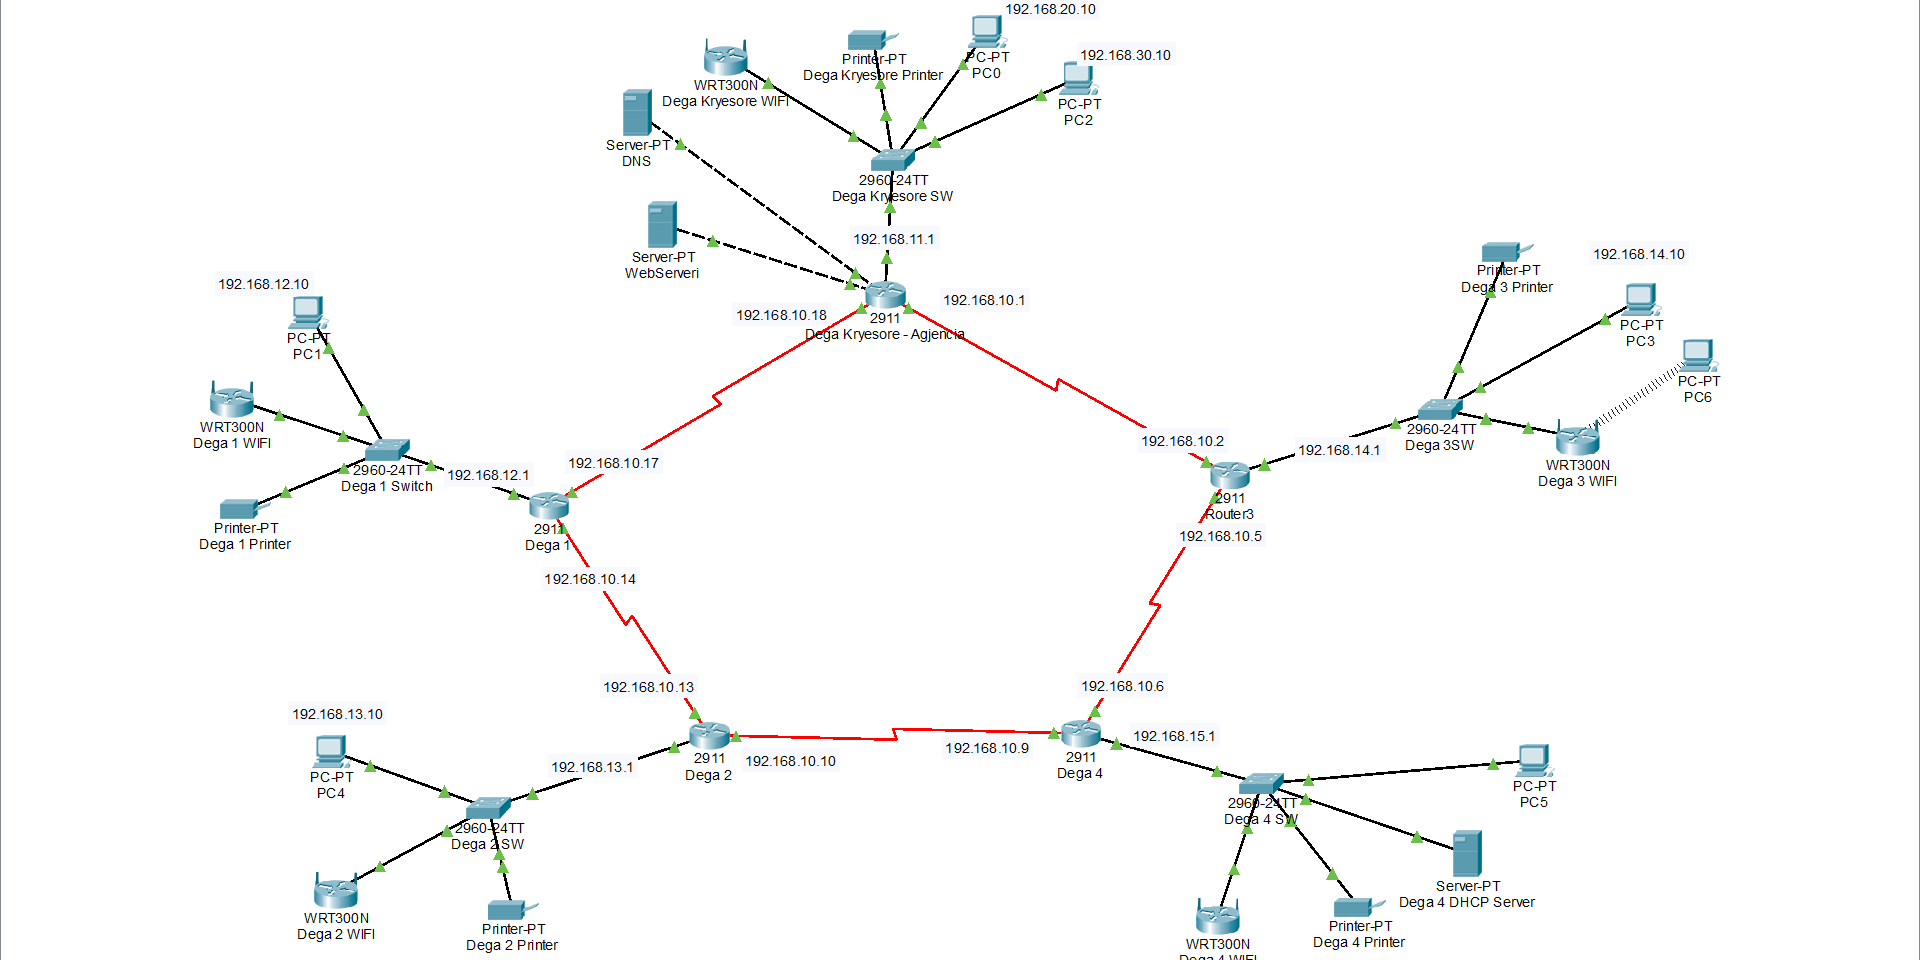 192.168.20.10
192.168.30.10
Printer-PT
Dega Kryesore Printer
PC-PT
PC0
WRT300N
Dega Kryesore WIFI
PC-PT
PC2
Server-PT
DNS
2960-24TT
Dega Kryesore SW
192.168.11.1
Server-PT
WebServeri
192.168.10.18
192.168.10.1
2911
Dega Kryesore - Agjencia
192.168.12.10
PC-PT
PC1
WRT300N
Dega 1 WIFI
2960-24TT
Dega 1 Switch
192.168.12.1
192.168.10.17
Printer-PT
Dega 1 Printer
2911
Dega 1
192.168.10.14
Printer-PT
Dega 3 Printer
192.168.14.10
PC-PT
PC3
PC-PT
PC6
2960-24TT
Dega 3SW
192.168.10.2
192.168.14.1
WRT300N
Dega 3 WIFI
2911
Router3
192.168.10.5
192.168.10.13
192.168.10.6
192.168.13.10
PC-PT
PC4
192.168.13.1
2911
Dega 2
192.168.10.10
192.168.10.9
2911
Dega 4
192.168.15.1
2960-24TT
Dega 2 SW
WRT300N
Dega 2 WIFI
Printer-PT
Dega 2 Printer
2960-24TT
Dega 4 SW
PC-PT
PC5
Server-PT
Dega 4 DHCP Server
Printer-PT
Dega 4 Printer
WRT300N
Dega 4 WIFI